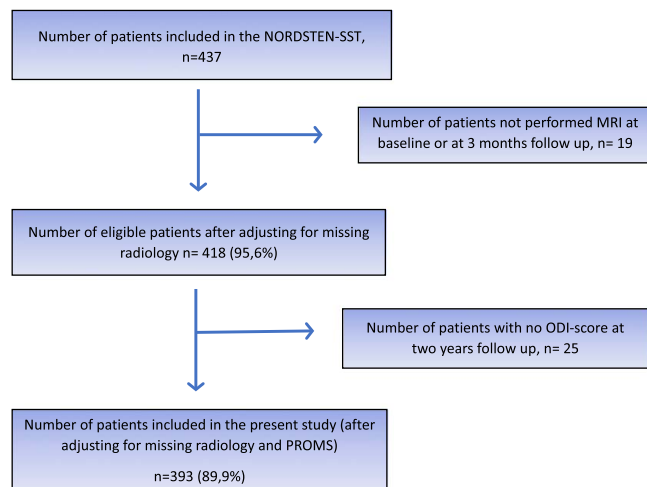 Number of patients included in the NORDSTEN-SST,
n=437
Number of patients not performed MRI at
baseline or at 3 months follow up, n= 19
Number of eligible patients after adjusting for missing
radiology n= 418 (95,6%)
Number of patients with no ODI-score at
two years follow up, n= 25
Number of patients included in the present study (after
adjusting for missing radiology and PROMS)
n=393 (89,9%)